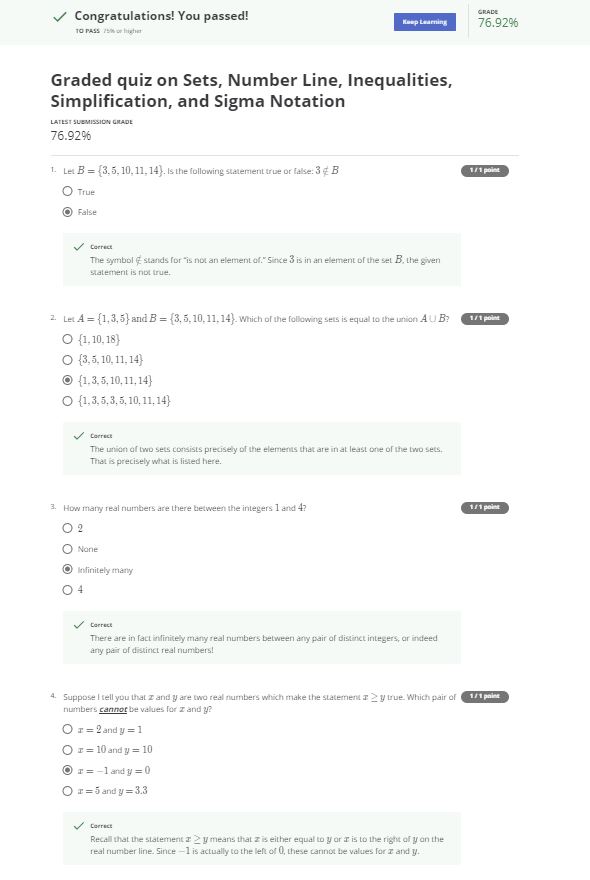 Congratulations! You passed!
TO PASS 75% or higher
Keep Learning
GRADE
76.92%
Graded quiz on Sets, Number Line, Inequalities,
Simplification, and Sigma Notation
LATEST SUBMISSION GRADE
76.92%
1. Let B = {3, 5, 10, 11, 14}. Is the following statement true or false: 3 ∉ B
1 / 1 point
True
False
Correct
The symbol ∉ stands for “is not an element of.” Since 3 is in an element of the set B, the given
statement is not true.
2. Let A = {1, 3, 5} and B = {3, 5, 10, 11, 14}. Which of the following sets is equal to the union A ∪ B?
1 / 1 point
{1, 10, 18}
{3, 5, 10, 11, 14}
{1, 3, 5, 10, 11, 14}
{1, 3, 5, 3, 5, 10, 11, 14}
Correct
The union of two sets consists precisely of the elements that are in at least one of the two sets.
That is precisely what is listed here.
3. How many real numbers are there between the integers 1 and 4?
1 / 1 point
2
None
Infinitely many
4
Correct
There are in fact infinitely many real numbers between any pair of distinct integers, or indeed
any pair of distinct real numbers!
4. Suppose I tell you that x and y are two real numbers which make the statement x ≥ y true. Which pair of
1 / 1 point
numbers cannot be values for x and y?
x = 2 and y = 1
x = 10 and y = 10
x = −1 and y = 0
x = 5 and y = 3.3
Correct
Recall that the statement x ≥ y means that x is either equal to y or x is to the right of y on the
real number line. Since −1 is actually to the left of 0, these cannot be values for x and y.